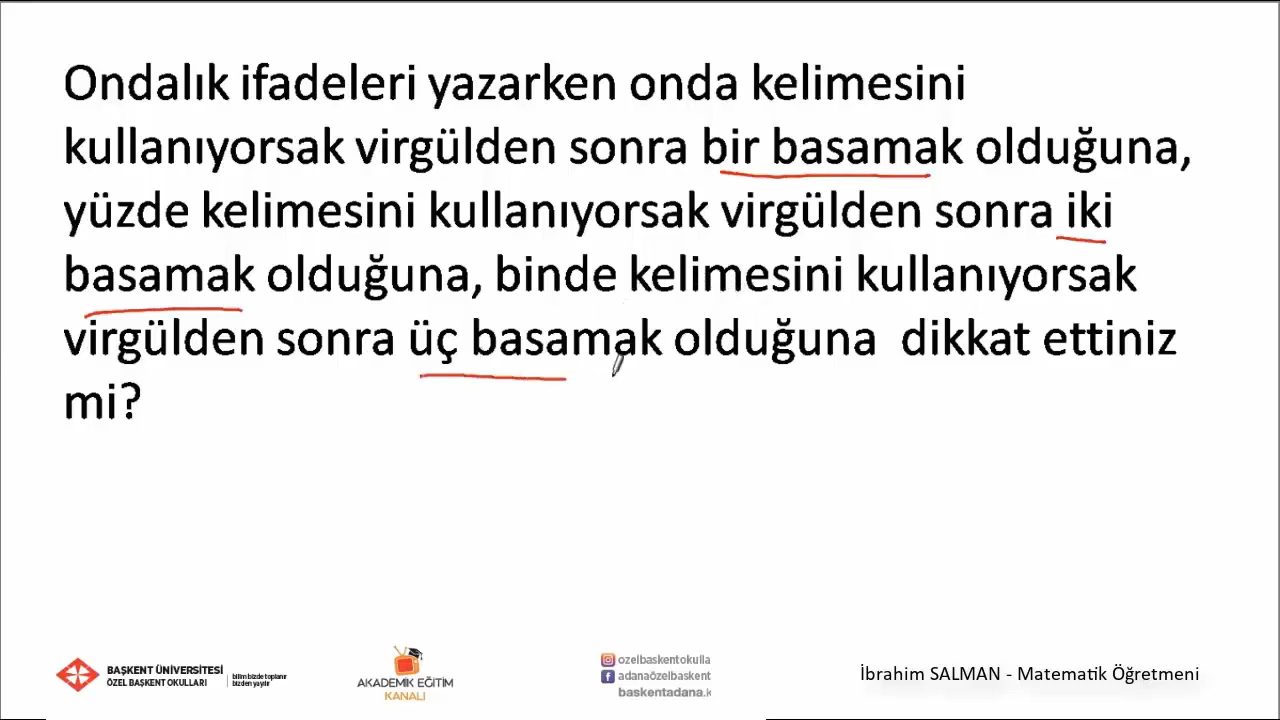 Ondalık ifadeleri yazarken onda kelimesini
kullanıyorsak virgülden sonra bir basamak olduğuna,
yüzde kelimesini kullanıyorsak virgülden sonra iki
basamak olduğuna, binde kelimesini kullanıyorsak
virgülden sonra üç basamak olduğuna dikkat ettiniz
mi?
BAŞKENT ÜNİVERSİTESİ
ÖZEL BAŞKENT OKULLARI
bilim bizde toplanır
bizden yayılır
AKADEMİK EĞİTİM
KANALI
ozelbaskentokulla
adanaözelbaskent
baskentadana.k
İbrahim SALMAN - Matematik Öğretmeni